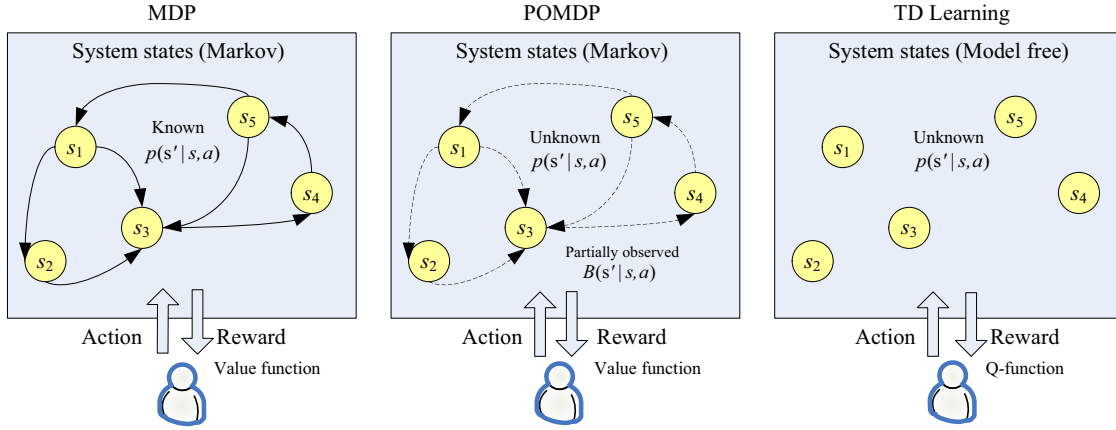 MDP
System states (Markov)
s5
Known
p(s′ | s,a)
s1
s4
s3
s2
Action
Reward
Value function
POMDP
System states (Markov)
s5
Unknown
p(s′ | s,a)
s1
s4
s3
Partially observed
B(s′ | s,a)
s2
Action
Reward
Value function
TD Learning
System states (Model free)
s5
Unknown
p(s′ | s,a)
s1
s4
s3
s2
Action
Reward
Q-function